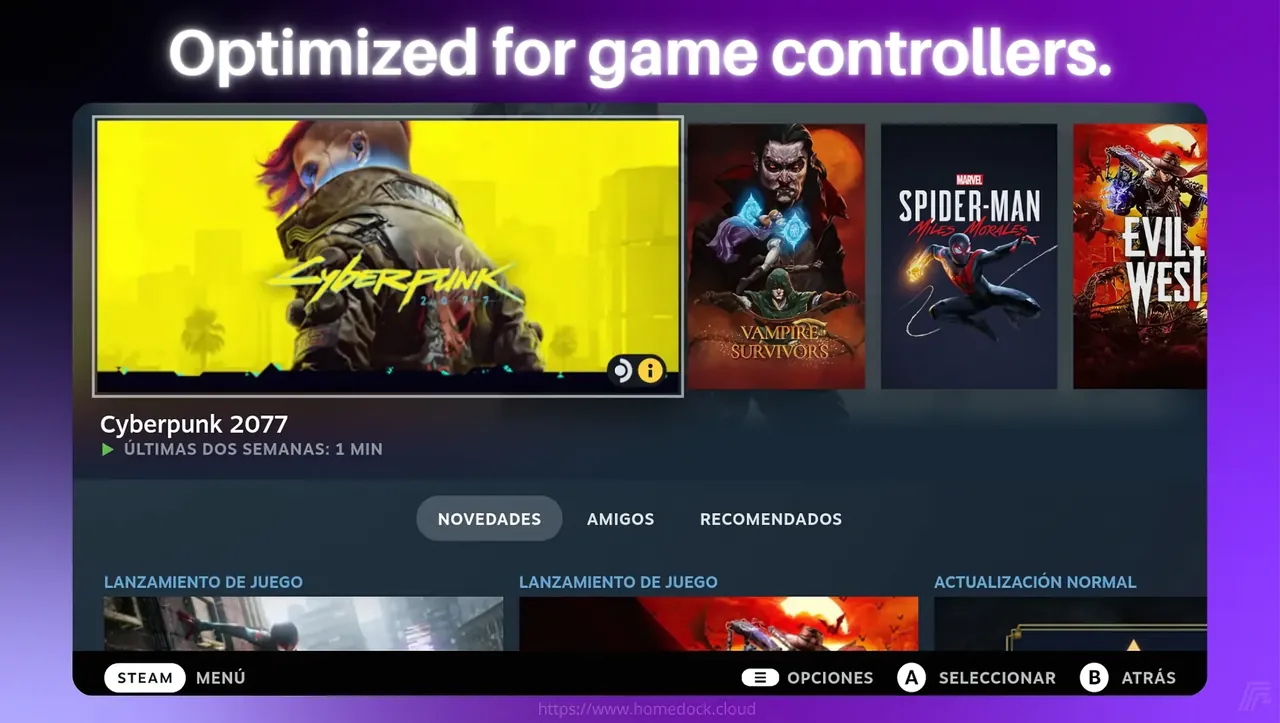 Optimized for game controllers.
CYBERPUNK
2077
VAMPIRE
SURVIVORS
MARVEL
SPIDER-MAN
MILES MORALES
EVIL
WEST
Cyberpunk 2077
ÚLTIMAS DOS SEMANAS: 1 MIN
NOVEDADES
AMIGOS
RECOMENDADOS
LANZAMIENTO DE JUEGO
LANZAMIENTO DE JUEGO
ACTUALIZACIÓN NORMAL
STEAM MENÚ
OPCIONES
A SELECCIONAR
B ATRÁS
https://www.homedock.cloud